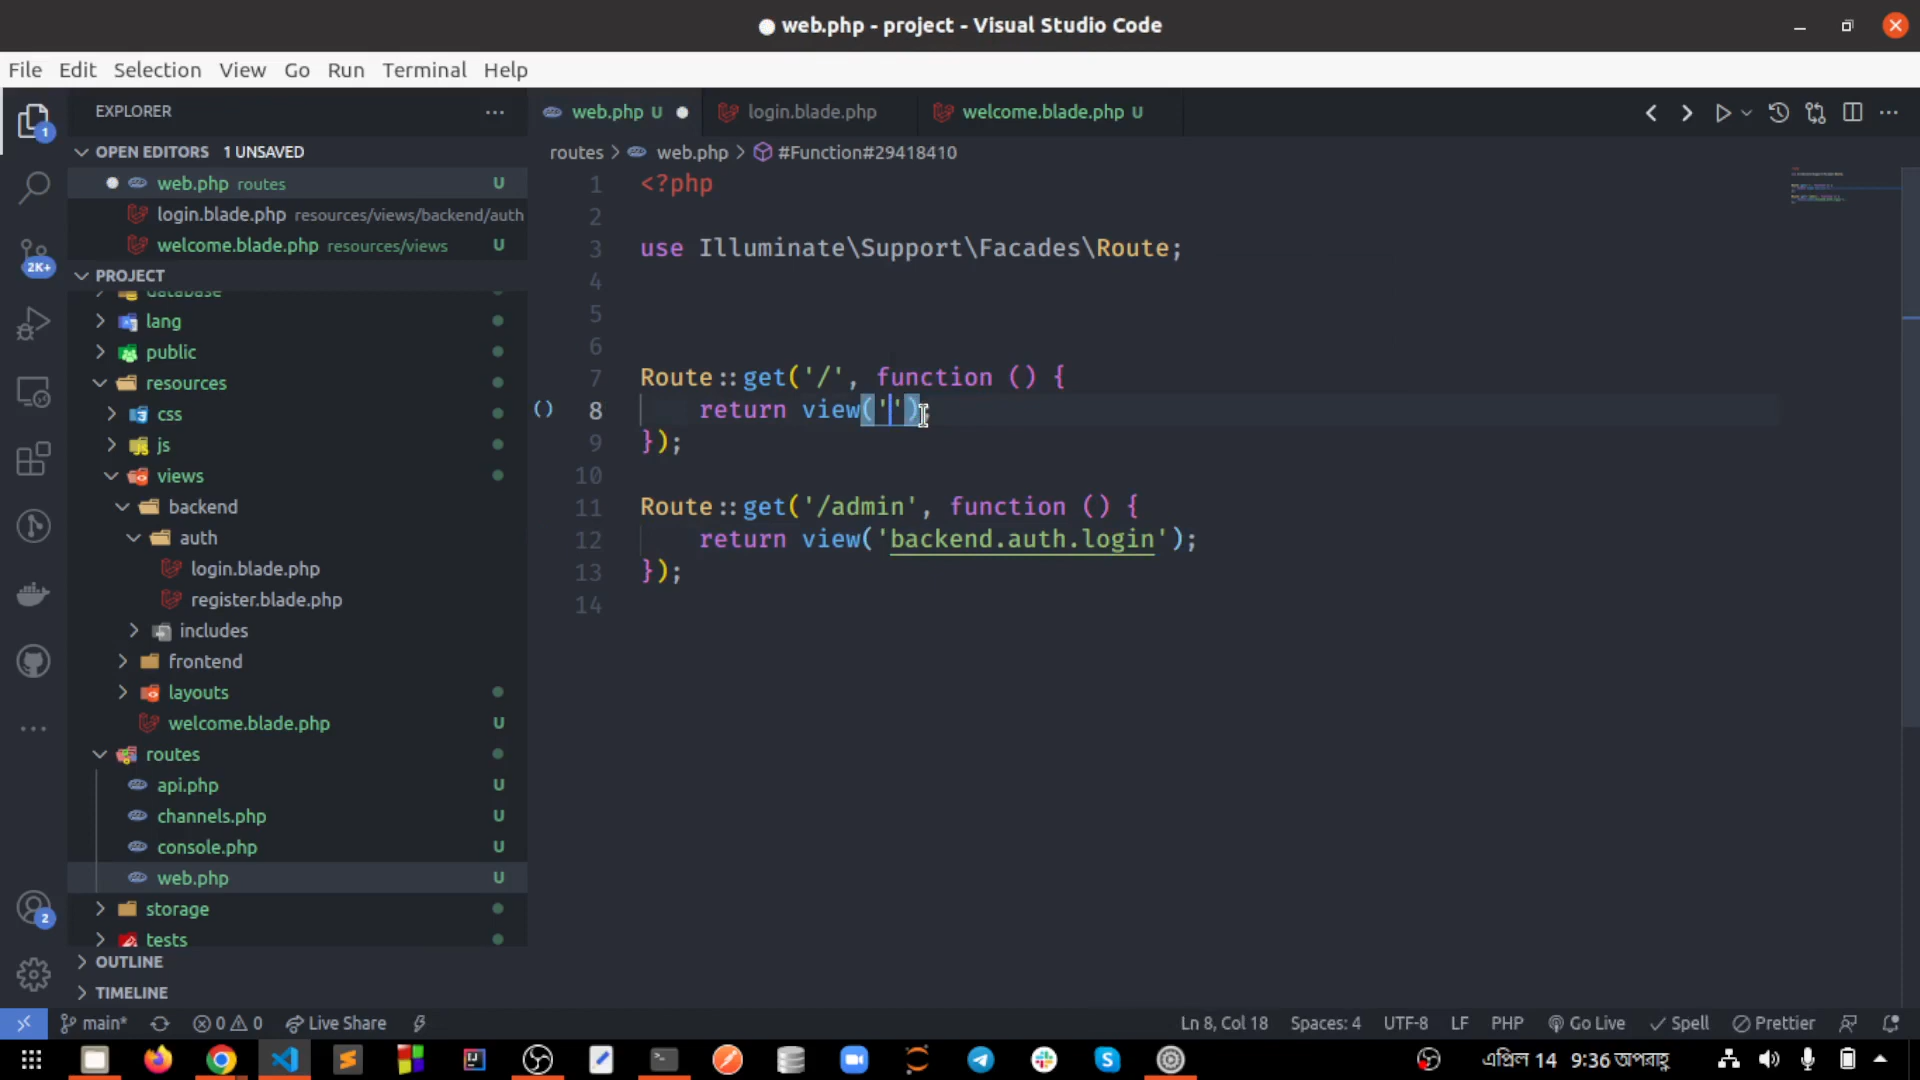 web.php - project - Visual Studio Code
File Edit Selection View Go Run Terminal Help
EXPLORER
web.php U
login.blade.php
welcome.blade.php U
OPEN EDITORS 1 UNSAVED
web.php routes U
login.blade.php resources/views/backend/auth
welcome.blade.php resources/views U
PROJECT
database
lang
public
resources
css
js
views
backend
auth
login.blade.php
register.blade.php
includes
frontend
layouts
welcome.blade.php U
routes
api.php U
channels.php U
console.php U
web.php U
storage
tests
OUTLINE
TIMELINE
1
2K+
2
routes > web.php > #Function#29418410
1 <?php
2
3 use Illuminate\Support\Facades\Route;
4
5
6
7 Route::get('/', function () {
8 return view('');
9 });
10
11 Route::get('/admin', function () {
12 return view('backend.auth.login');
13 });
14
main* 0 0 Live Share Ln 8, Col 18 Spaces: 4 UTF-8 LF PHP Go Live Spell Prettier
এপ্রিল 14 9:36 অপরাহ্ণ